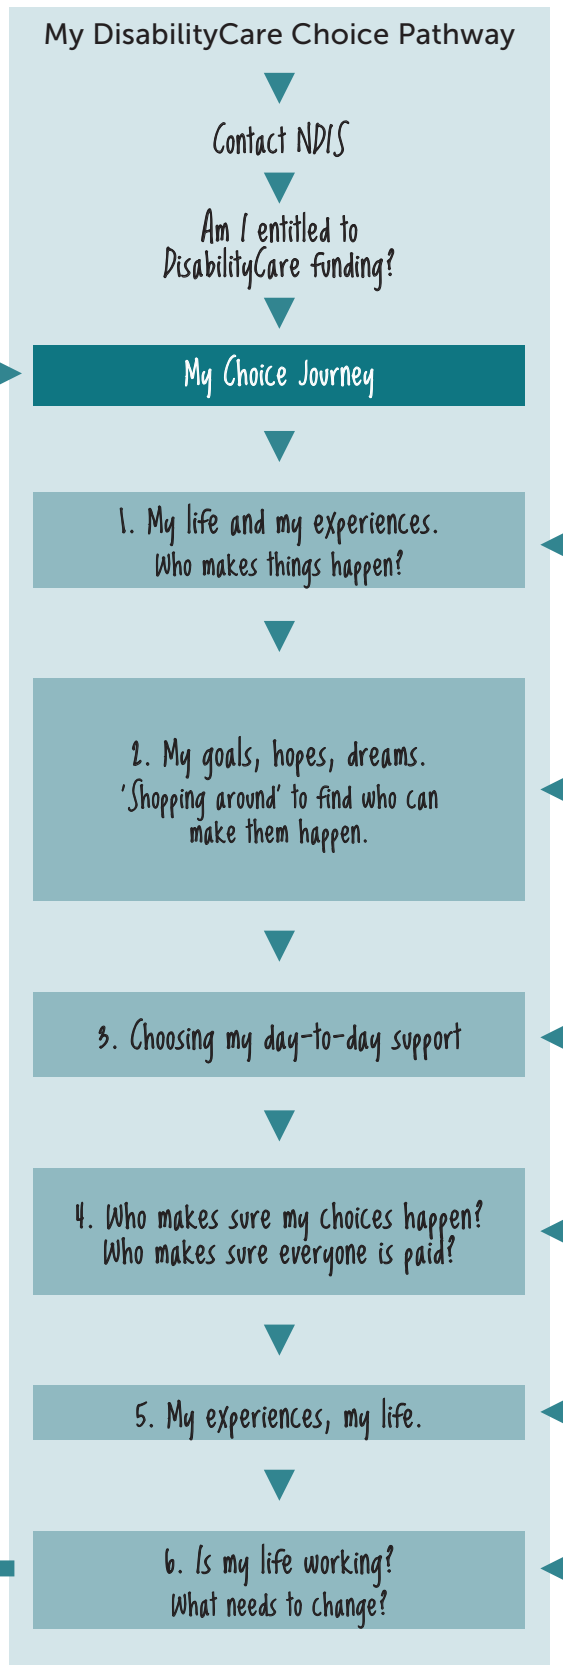 My DisabilityCare Choice Pathway
Contact NDIS
Am I entitled to
DisabilityCare funding?
My Choice Journey
1. My life and my experiences.
Who makes things happen?
2. My goals, hopes, dreams.
'Shopping around' to find who can
make them happen.
3. Choosing my day-to-day support
4. Who makes sure my choices happen?
Who makes sure everyone is paid?
5. My experiences, my life.
6. Is my life working?
What needs to change?